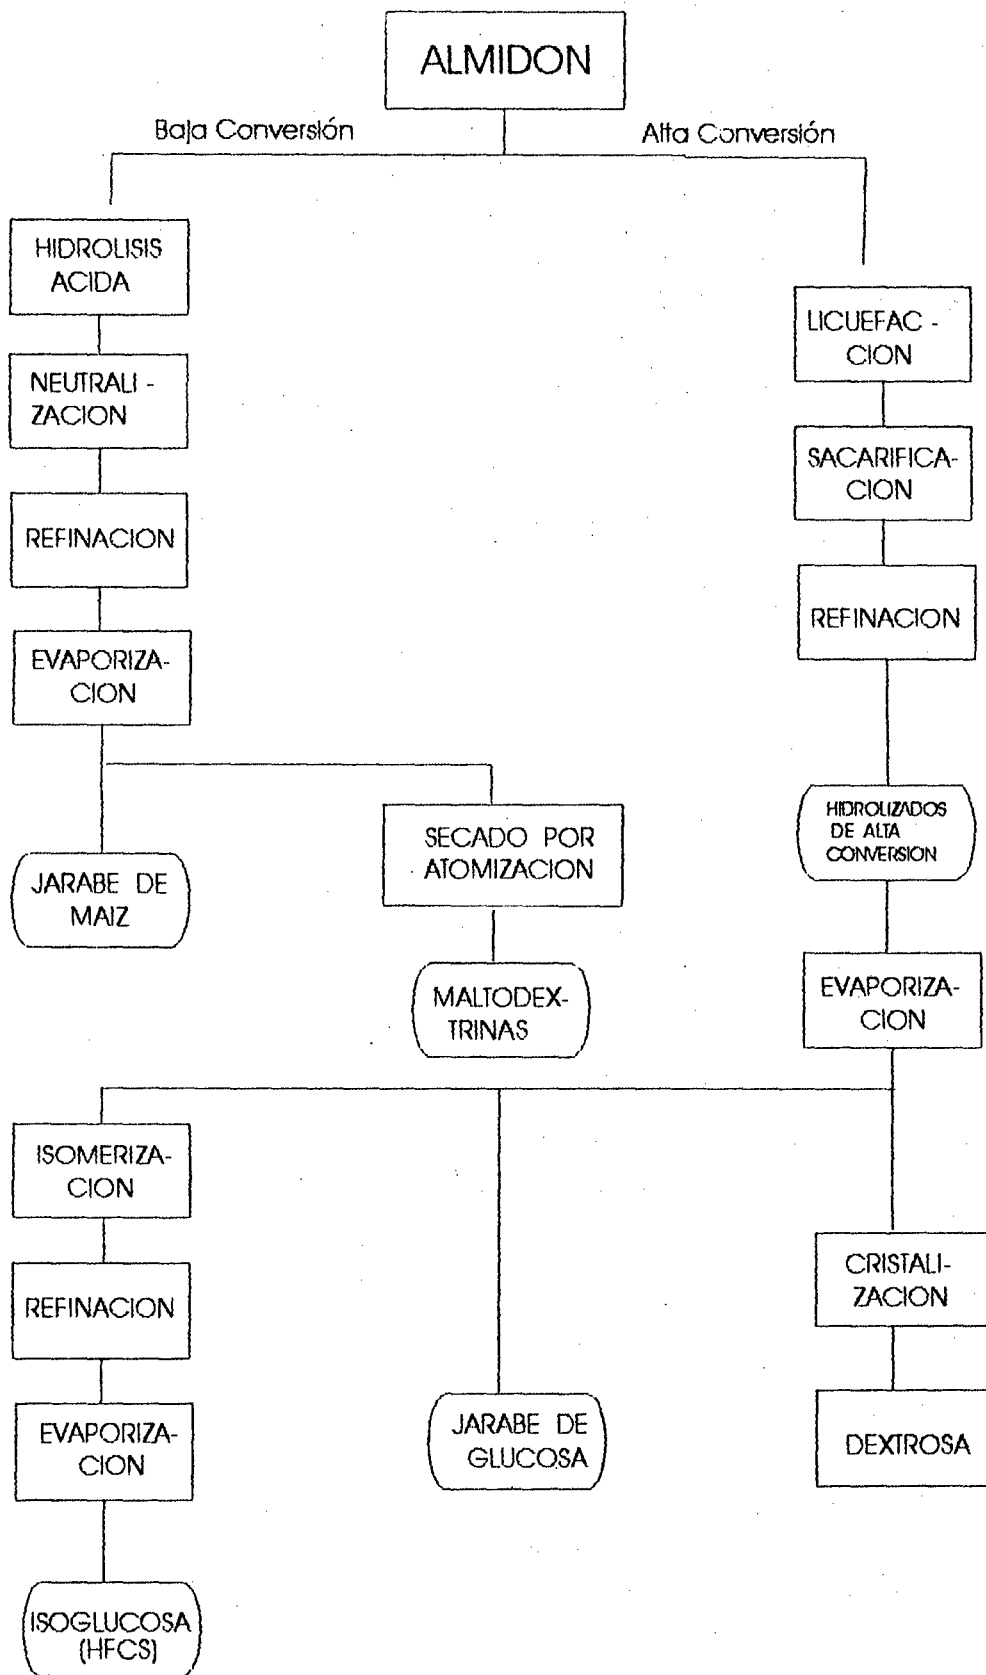 ALMIDON
Baja Conversión
Alta Conversión
HIDROLISIS
ACIDA
NEUTRALI -
ZACION
REFINACION
EVAPORIZA-
CION
JARABE DE
MAIZ
SECADO POR
ATOMIZACION
MALTODEX-
TRINAS
LICUEFAC -
CION
SACARIFICA-
CION
REFINACION
HIDROLIZADOS
DE ALTA
CONVERSION
EVAPORIZA-
CION
ISOMERIZA-
CION
REFINACION
EVAPORIZA-
CION
ISOGLUCOSA
(HFCS)
JARABE DE
GLUCOSA
CRISTALI-
ZACION
DEXTROSA